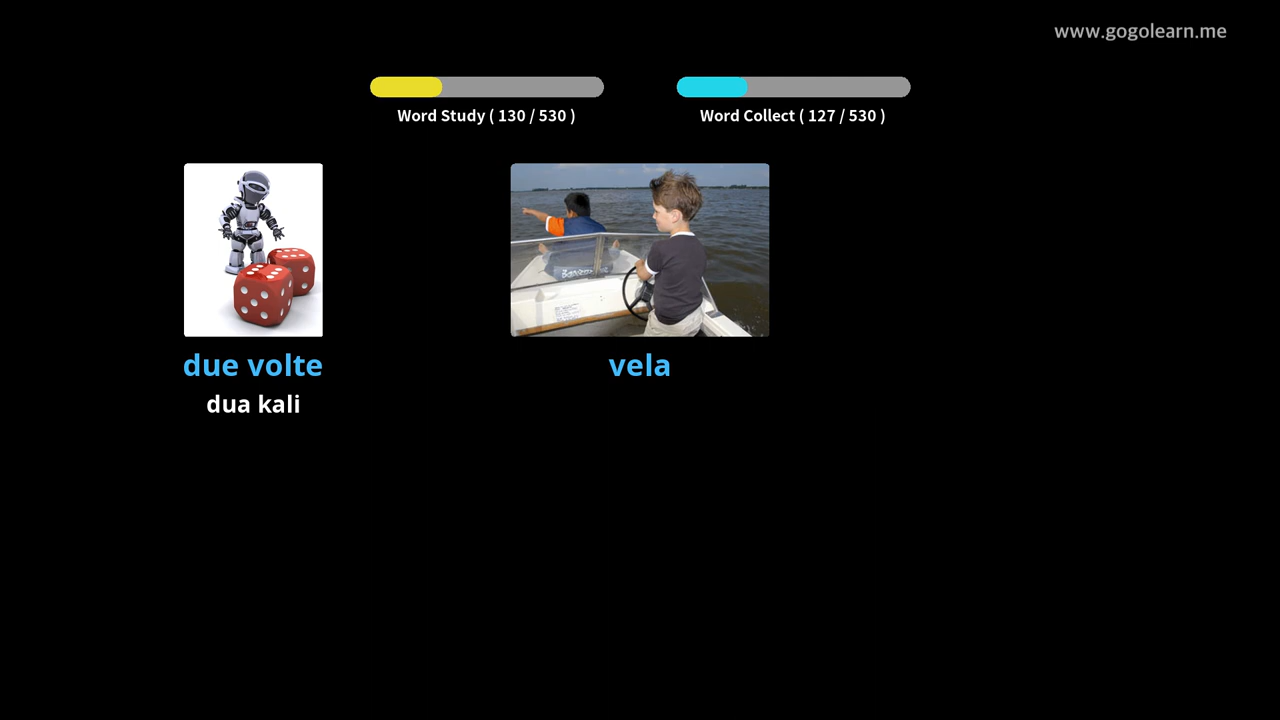 www.gogolearn.me
Word Study ( 130 / 530 )
Word Collect ( 127 / 530 )
due volte
dua kali
vela